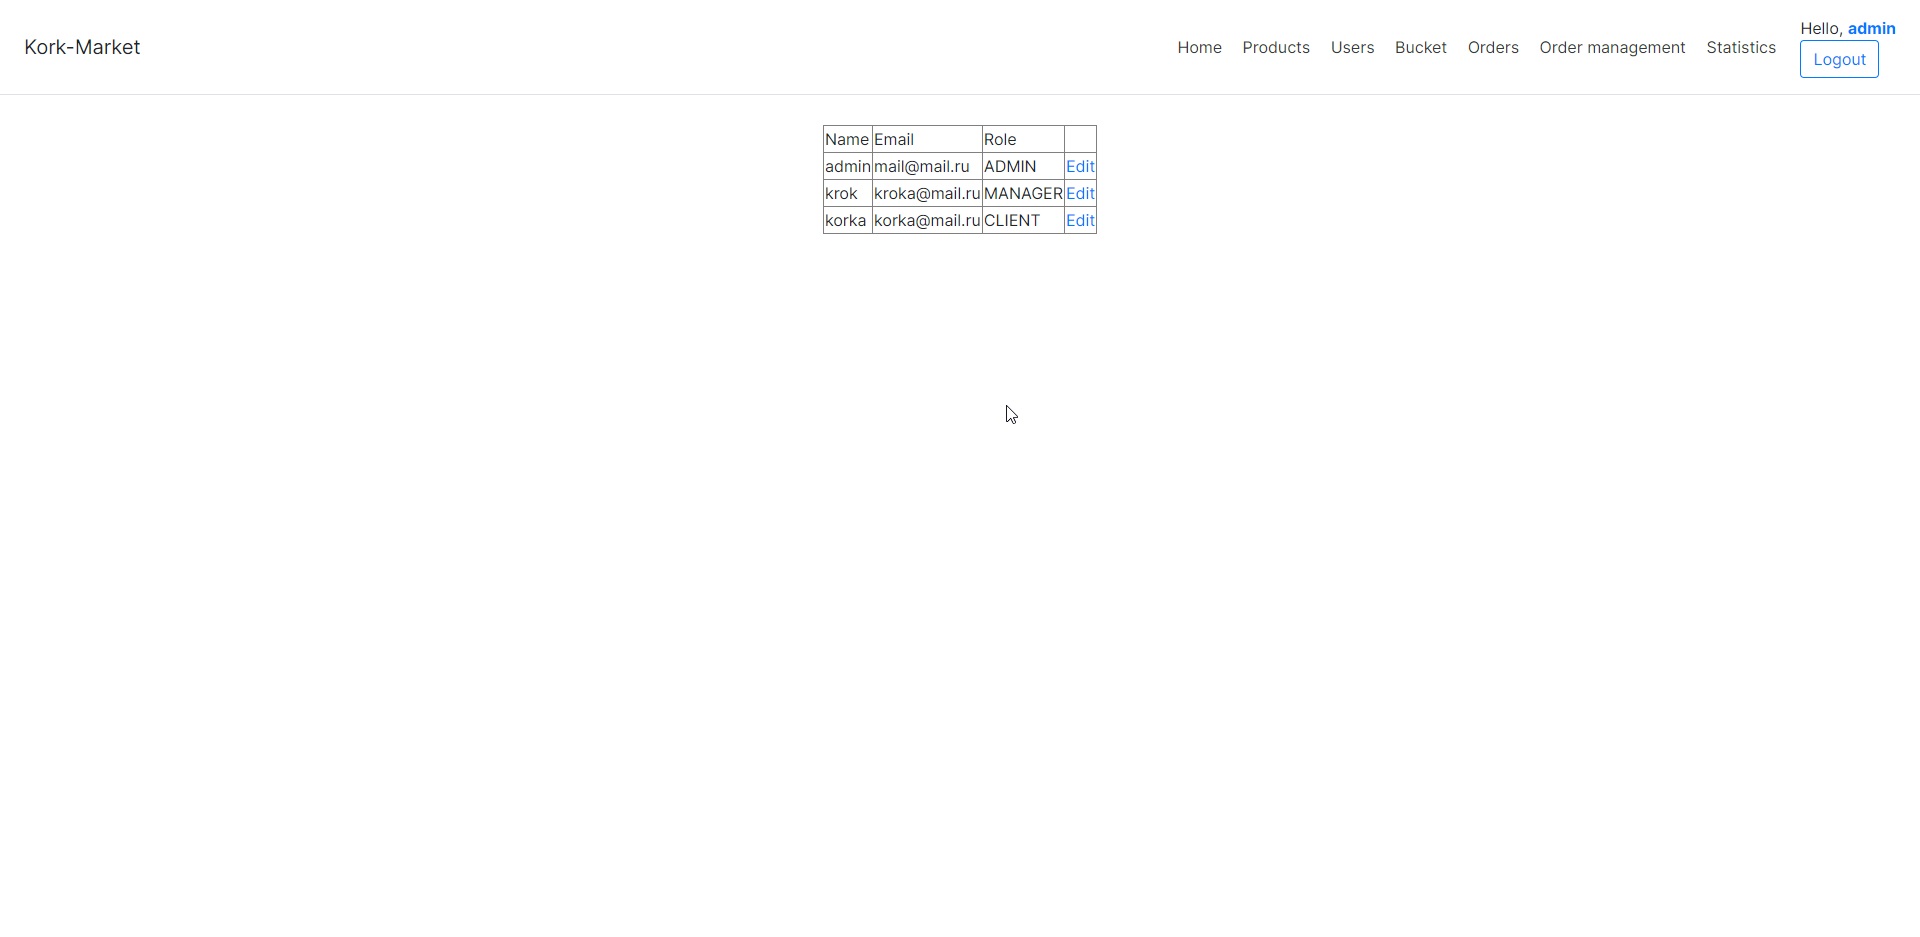 Kork-Market
Home Products Users Bucket Orders Order management Statistics
Hello, admin
Logout
Name Email Role
admin mail@mail.ru ADMIN Edit
krok kroka@mail.ru MANAGER Edit
korka korka@mail.ru CLIENT Edit